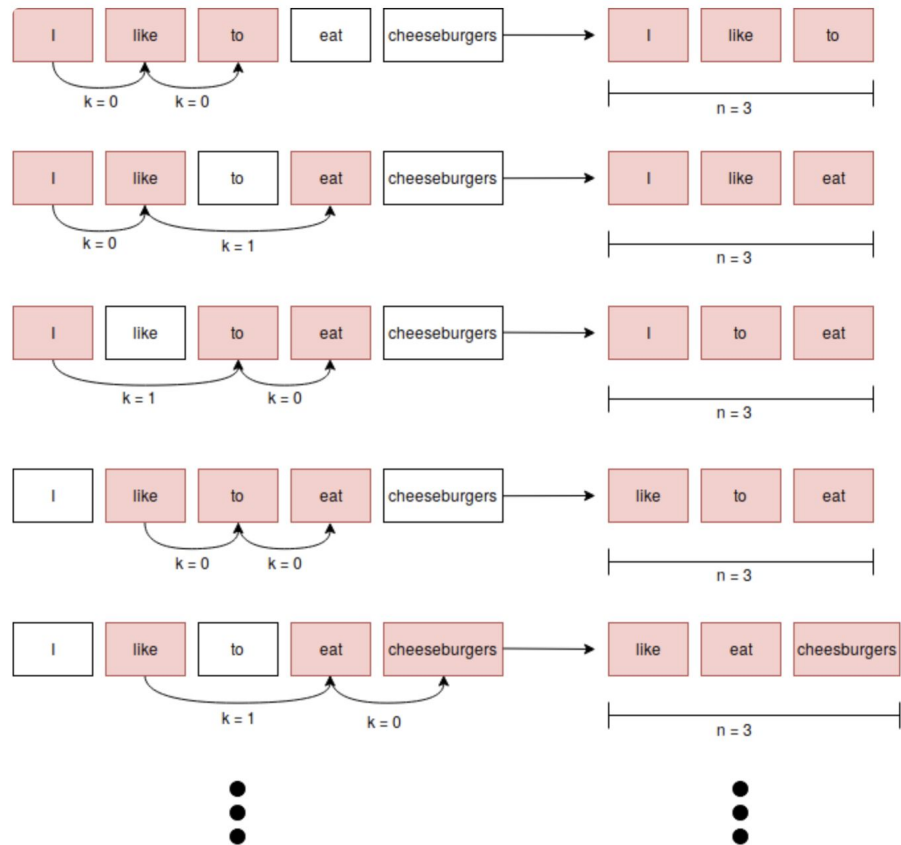 I like to eat cheeseburgers I like to
k = 0 k = 0 n = 3
I like to eat cheeseburgers I like eat
k = 0 k = 1 n = 3
I like to eat cheeseburgers I to eat
k = 1 k = 0 n = 3
I like to eat cheeseburgers like to eat
k = 0 k = 0 n = 3
I like to eat cheeseburgers like eat cheesburgers
k = 1 k = 0 n = 3